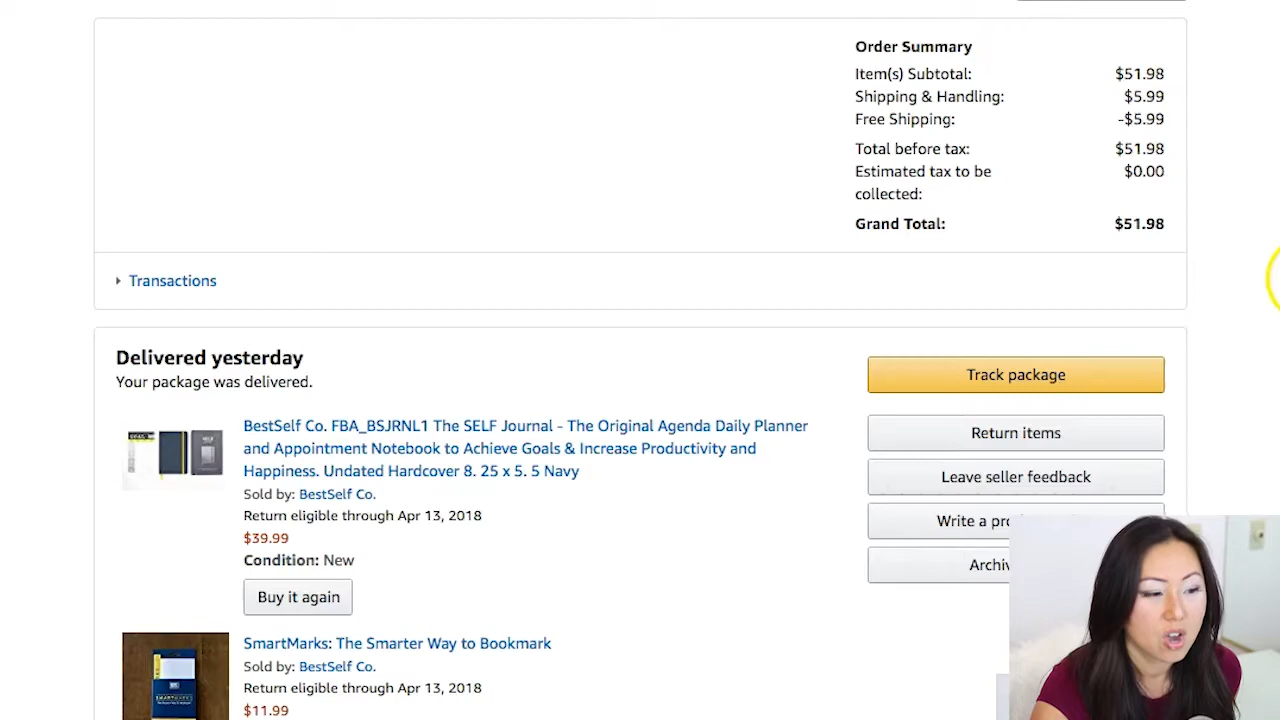 Order Summary
Item(s) Subtotal: $51.98
Shipping & Handling: $5.99
Free Shipping: -$5.99
Total before tax: $51.98
Estimated tax to be $0.00
collected:
Grand Total: $51.98
Transactions
Delivered yesterday
Your package was delivered.
Track package
Return items
Leave seller feedback
Write a pro
Archiv
BestSelf Co. FBA_BSJRNL1 The SELF Journal - The Original Agenda Daily Planner
and Appointment Notebook to Achieve Goals & Increase Productivity and
Happiness. Undated Hardcover 8. 25 x 5. 5 Navy
Sold by: BestSelf Co.
Return eligible through Apr 13, 2018
$39.99
Condition: New
Buy it again
SmartMarks: The Smarter Way to Bookmark
Sold by: BestSelf Co.
Return eligible through Apr 13, 2018
$11.99